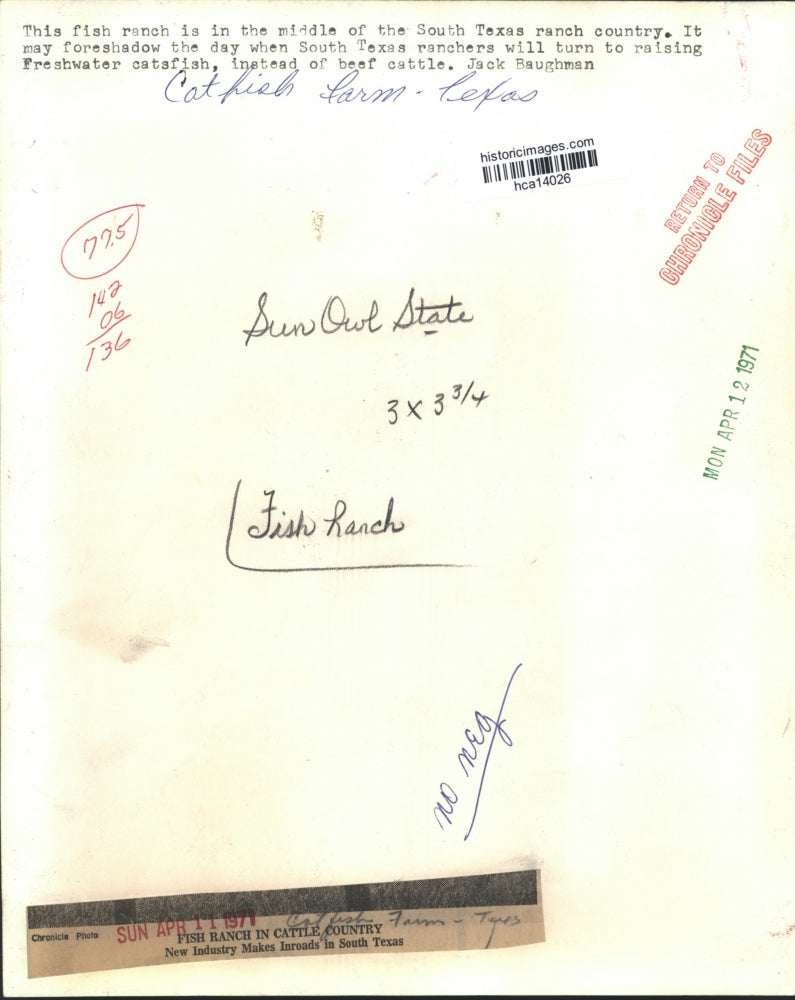 This fish ranch is in the middle of the South Texas ranch country. It
may foreshadow the day when South Texas ranchers will turn to raising
Freshwater catsfish, instead of beef cattle. Jack Baughman
Catfish Farm - Texas
historicimages.com
hca14026
RETURN TO
CHRONICLE FILES
77.5
142
06
136
Sun Owl State
3 x 3 3/4
MON APR 12 1971
Fish Ranch
no neg
Catfish Farm - Texas
Chronicle Photo
SUN APR 11 1971
FISH RANCH IN CATTLE COUNTRY
New Industry Makes Inroads in South Texas